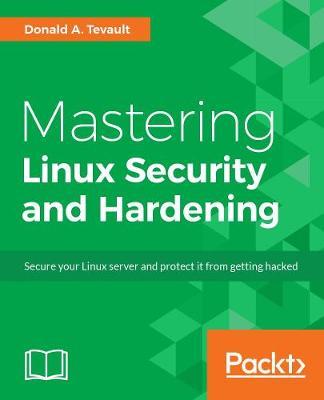 Donald A. Tevault
Mastering
Linux Security
and Hardening
Secure your Linux server and protect it from getting hacked
Packt>